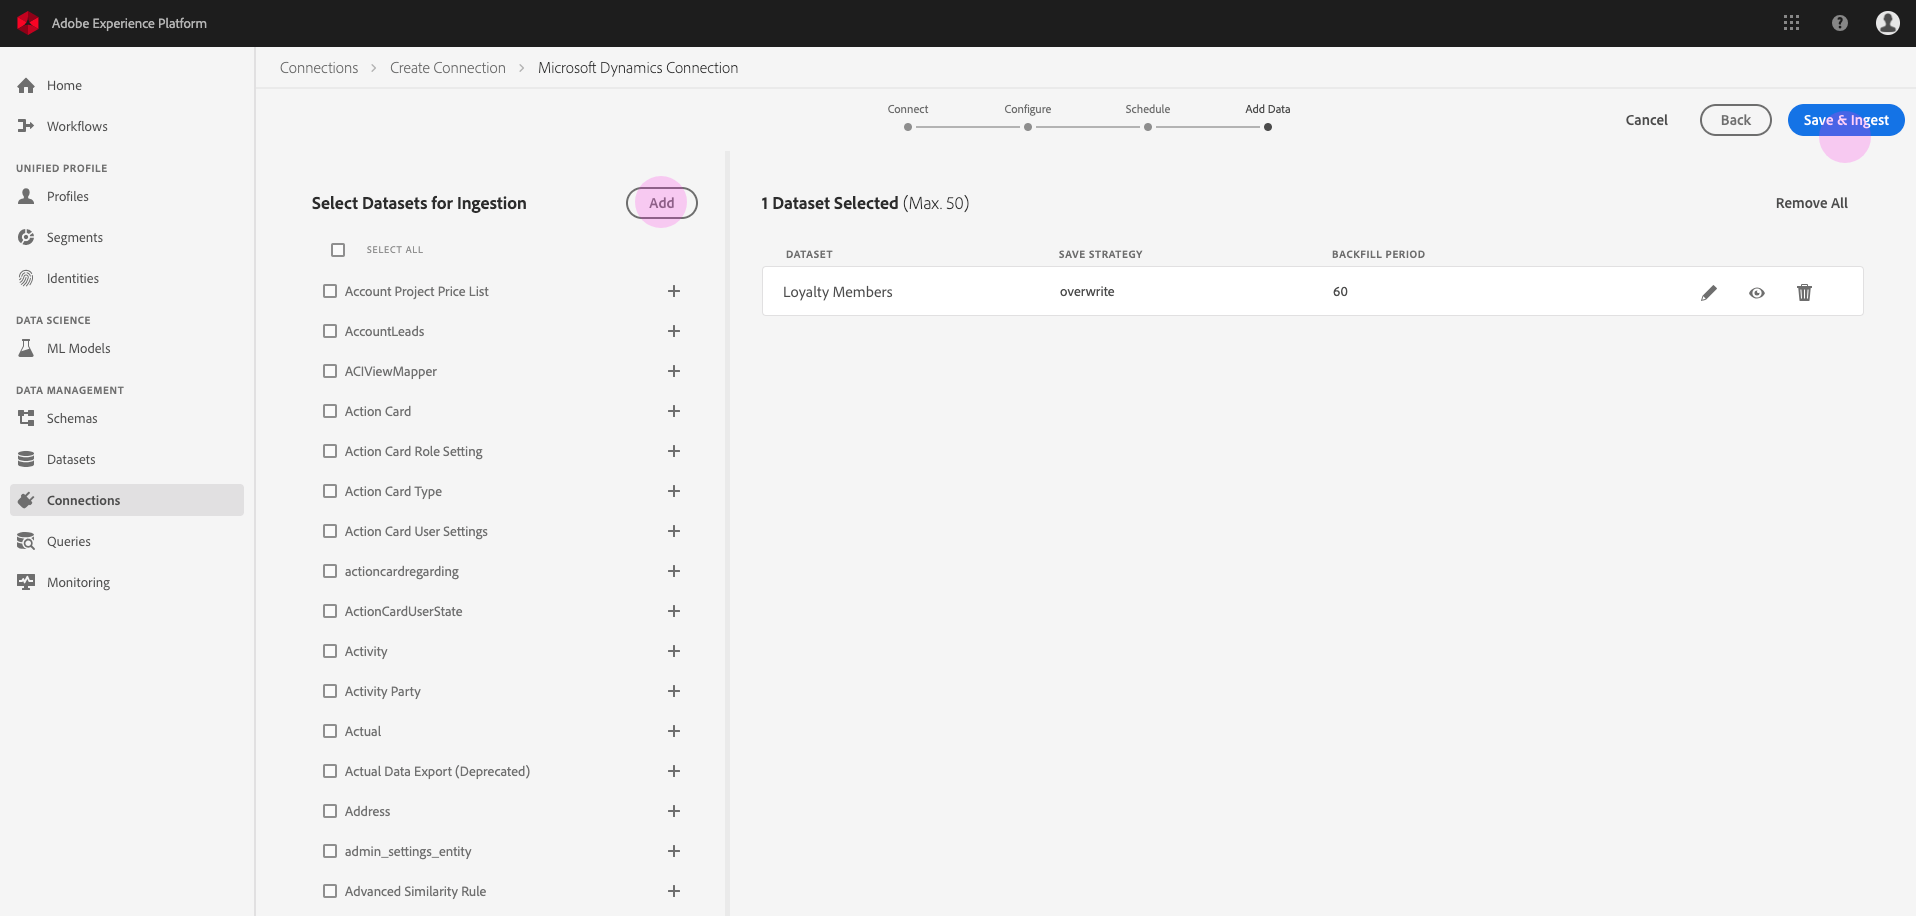 Adobe Experience Platform
Home
Workflows
UNIFIED PROFILE
Profiles
Segments
Identities
DATA SCIENCE
ML Models
DATA MANAGEMENT
Schemas
Datasets
Connections
Queries
Monitoring
Connections > Create Connection > Microsoft Dynamics Connection
Connect Configure Schedule Add Data
Cancel Back Save & Ingest
Select Datasets for Ingestion Add
SELECT ALL
Account Project Price List
AccountLeads
ACIViewMapper
Action Card
Action Card Role Setting
Action Card Type
Action Card User Settings
actioncardregarding
ActionCardUserState
Activity
Activity Party
Actual
Actual Data Export (Deprecated)
Address
admin_settings_entity
Advanced Similarity Rule
1 Dataset Selected (Max. 50) Remove All
DATASET SAVE STRATEGY BACKFILL PERIOD
Loyalty Members overwrite 60